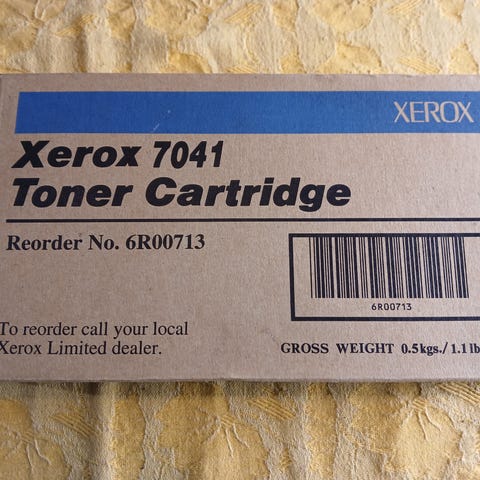 XEROX
Xerox 7041
Toner Cartridge
Reorder No. 6R00713
6R00713
To reorder call your local
Xerox Limited dealer.
GROSS WEIGHT 0.5kgs./1.1lb